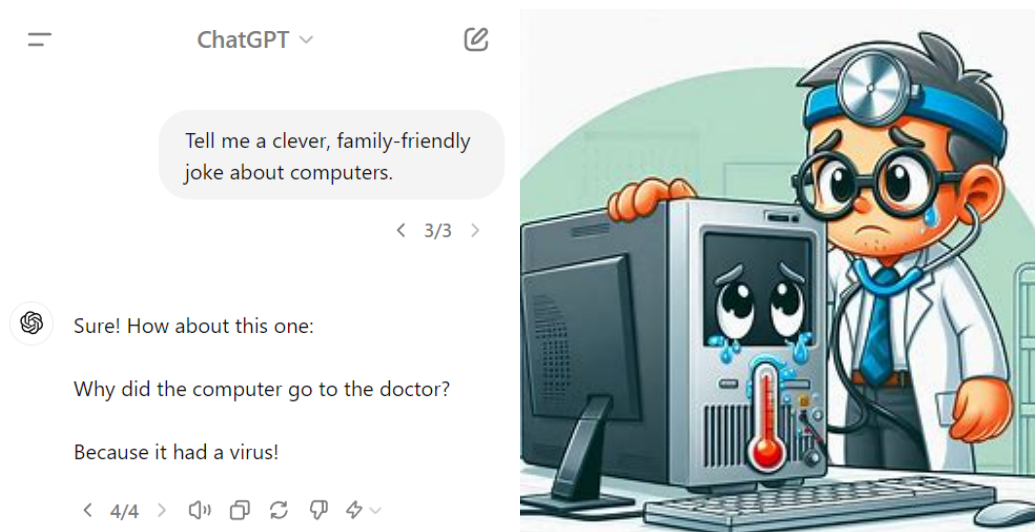 ChatGPT
Tell me a clever, family-friendly
joke about computers.
3/3
Sure! How about this one:
Why did the computer go to the doctor?
Because it had a virus!
4/4